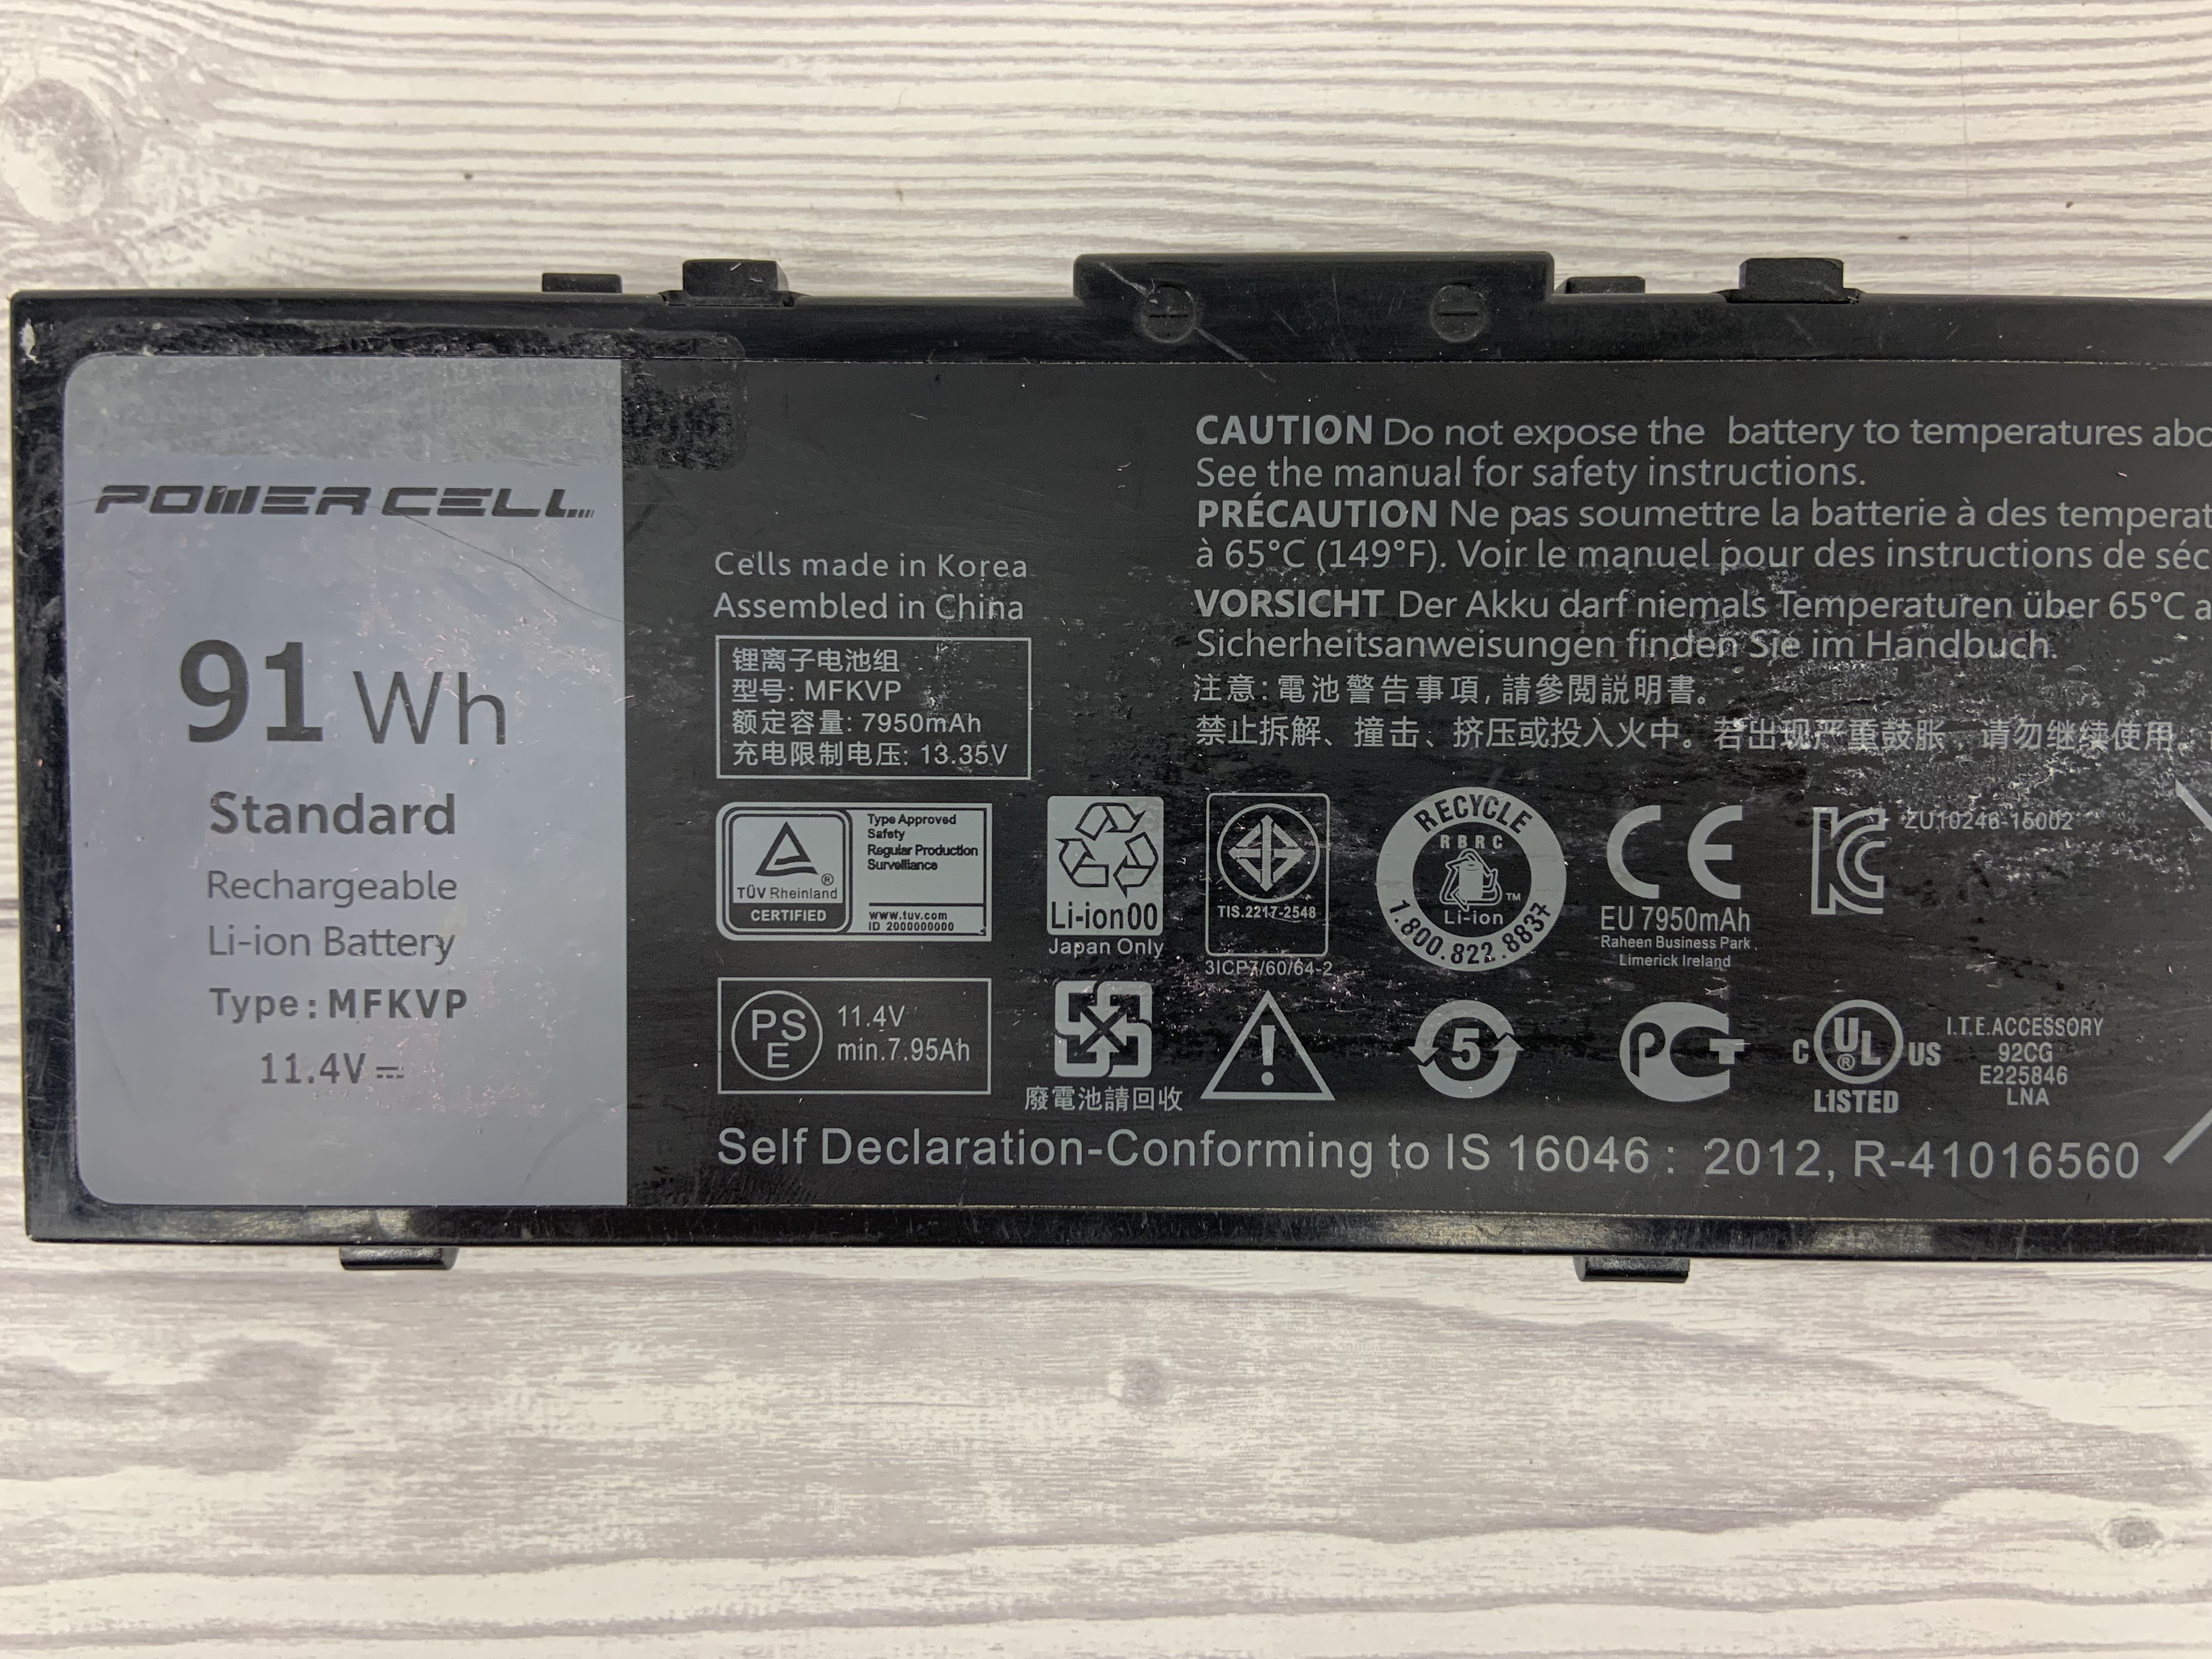 POWER CELL
91 Wh
Standard
Rechargeable
Li-ion Battery
Type: MFKVP
11.4V
Cells made in Korea
Assembled in China
锂离子电池组
型号: MFKVP
额定容量: 7950mAh
充电限制电压: 13.35V
CAUTION Do not expose the battery to temperatures abo
See the manual for safety instructions.
PRÉCAUTION Ne pas soumettre la batterie à des temperat
à 65°C (149°F). Voir le manuel pour des instructions de séc
VORSICHT Der Akku darf niemals Temperaturen über 65°C a
Sicherheitsanweisungen finden Sie im Handbuch.
注意: 電池警告事項, 請參閱説明書。
禁止拆解、撞击、挤压或投入火中。若出现严重鼓胀, 请勿继续使用。
TÜV Rheinland ®
CERTIFIED
Type Approved
Safety
Regular Production
Surveillance
www.tuv.com
ID 2000000000
Li-ion00
Japan Only
TIS.2217-2548
3ICP7/60/64-2
RECYCLE
RBRC
Li-ion
TM
1.800.822.8837
CE
EU 7950mAh
Raheen Business Park,
Limerick Ireland
KC
ZU10246-15002
PSE
11.4V
min.7.95Ah
廢電池請回收
5
PCT
C UL ® US
LISTED
I.T.E.ACCESSORY
92CG
E225846
LNA
Self Declaration-Conforming to IS 16046 : 2012, R-41016560